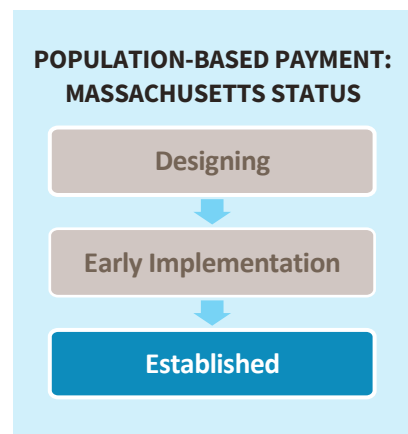 POPULATION-BASED PAYMENT:
MASSACHUSETTS STATUS
Designing
Early Implementation
Established